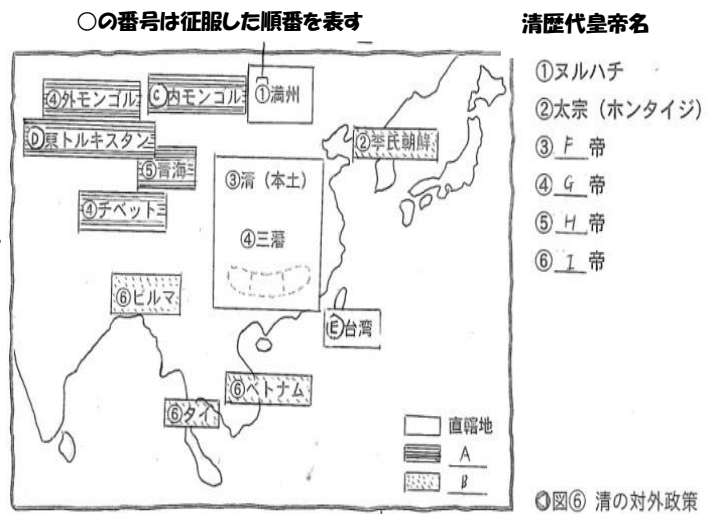 ○の番号は征服した順番を表す
清歴代皇帝名
①ヌルハチ
②太宗（ホンタイジ）
③ F 帝
④ G 帝
⑤ H 帝
⑥ I 帝
④外モンゴル
C内モンゴル
①満州
D東トルキスタン
⑤青海
④チベット
②李氏朝鮮
③清（本土）
④三藩
⑥ビルマ
E台湾
⑥ベトナム
⑥タイ
直轄地
A
B
図⑥ 清の対外政策